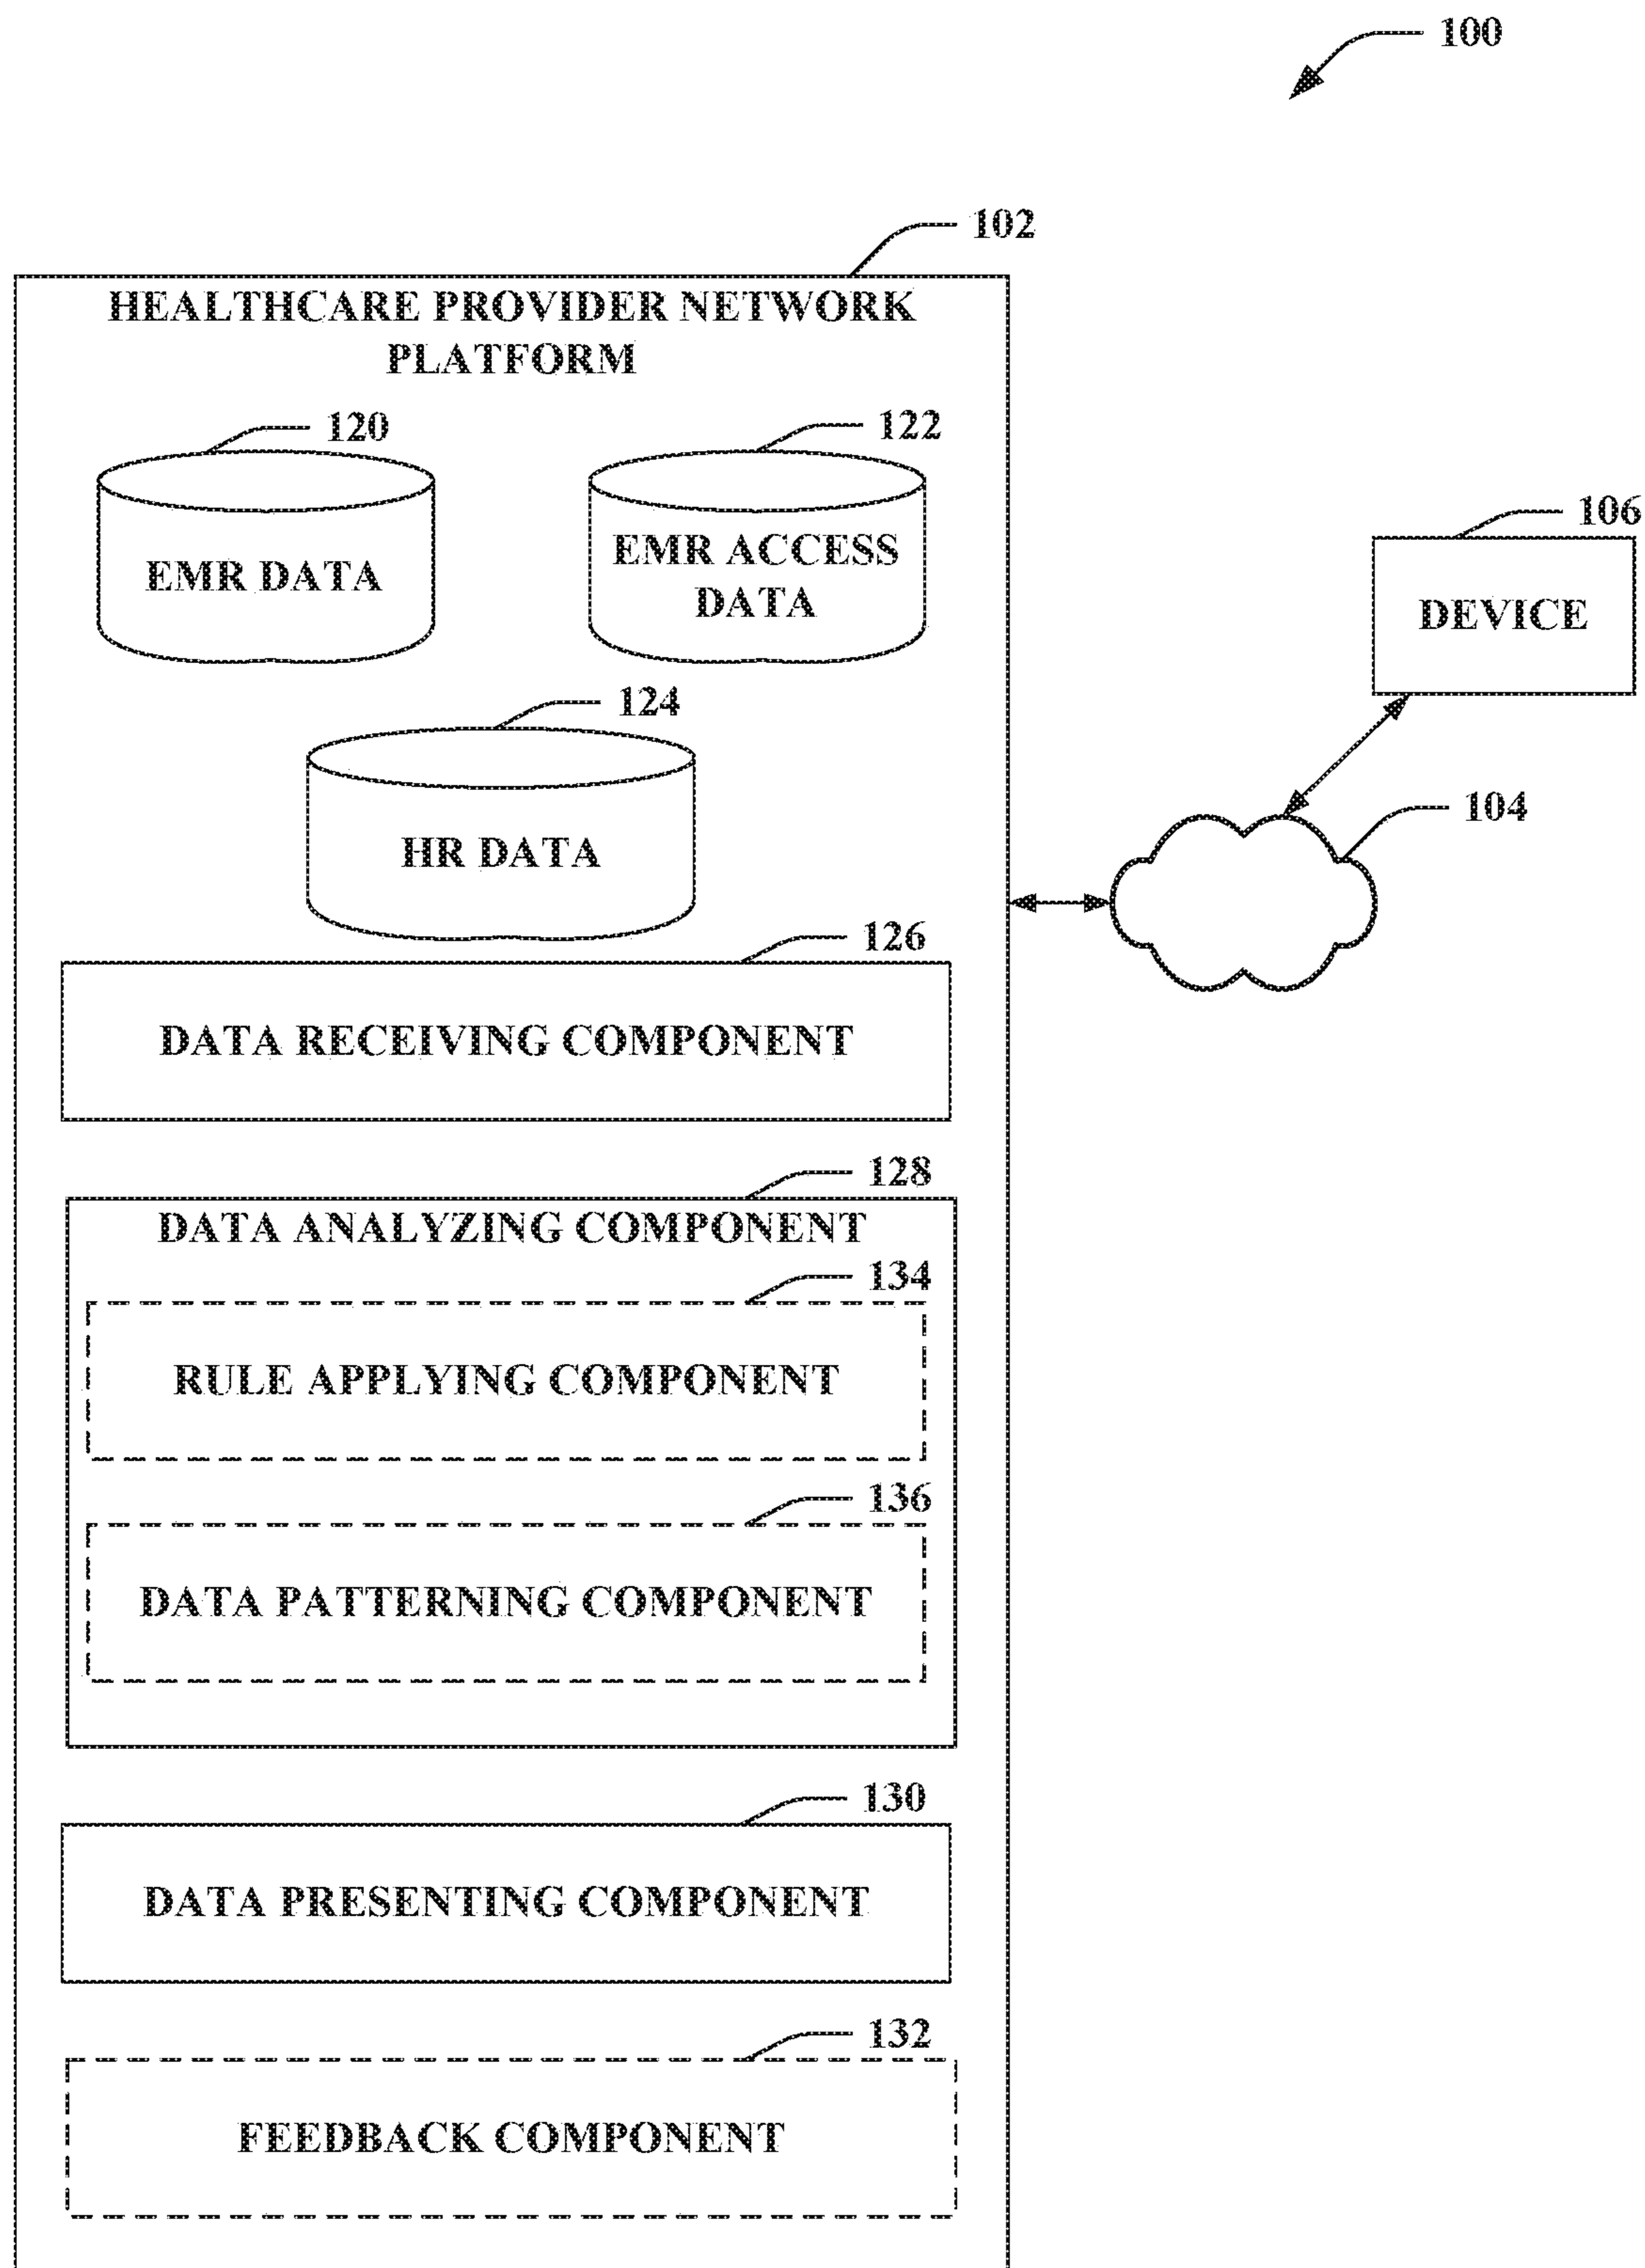 100
102
HEALTHCARE PROVIDER NETWORK
PLATFORM
120
122
EMR DATA
EMR ACCESS
DATA
106
DEVICE
124
HR DATA
104
126
DATA RECEIVING COMPONENT
128
DATA ANALYZING COMPONENT
134
RULE APPLYING COMPONENT
136
DATA PATTERNING COMPONENT
130
DATA PRESENTING COMPONENT
132
FEEDBACK COMPONENT